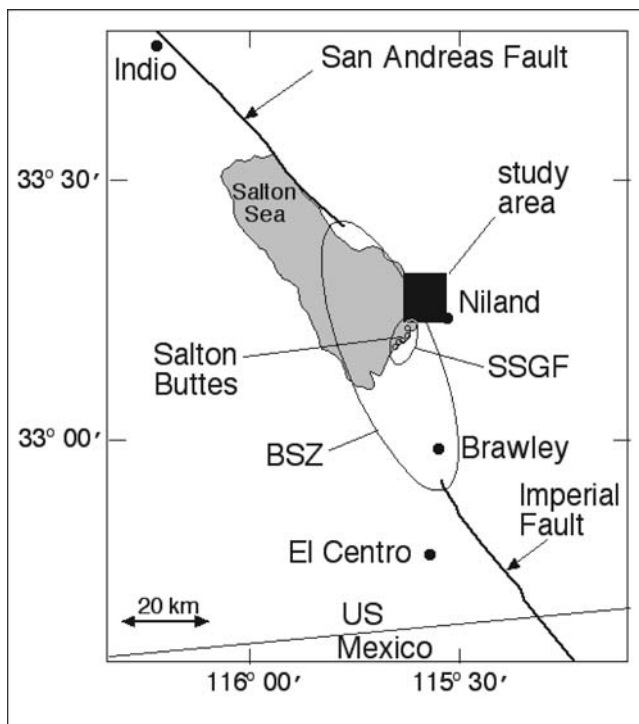 Indio
San Andreas Fault
33° 30′
Salton
Sea
study
area
Niland
Salton
Buttes
SSGF
33° 00′
BSZ
Brawley
Imperial
Fault
El Centro
20 km
US
Mexico
116° 00′
115° 30′